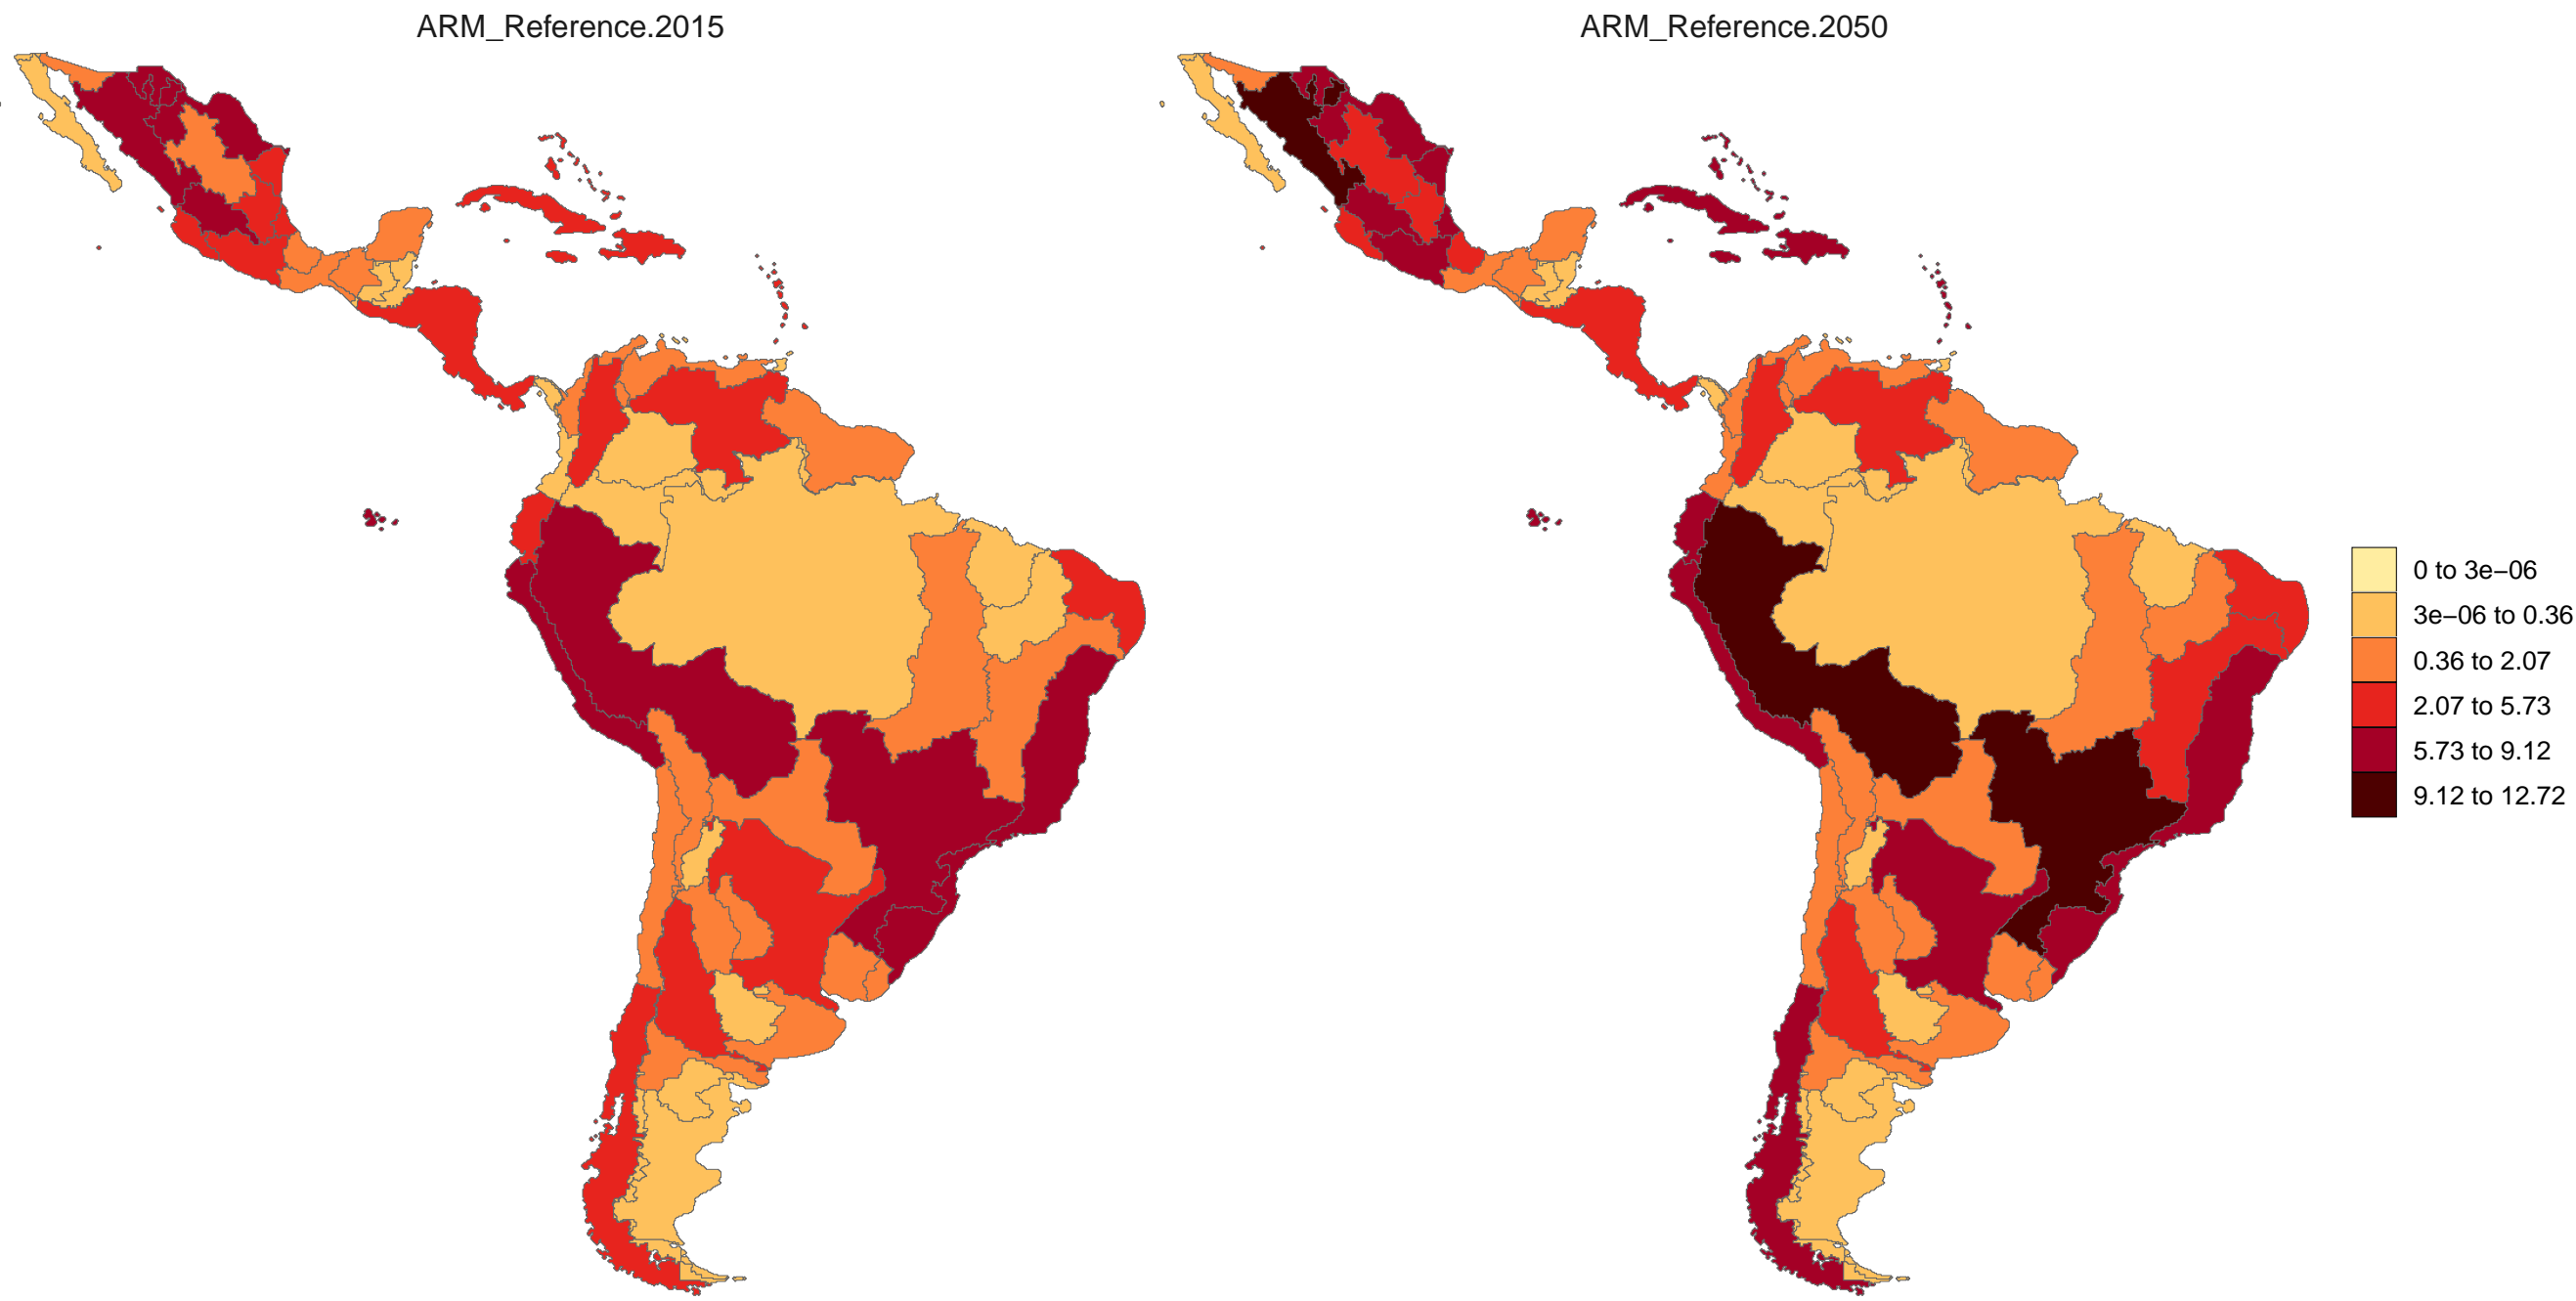 ARM_Reference.2015
ARM_Reference.2050
0 to 3e−06
3e−06 to 0.36
0.36 to 2.07
2.07 to 5.73
5.73 to 9.12
9.12 to 12.72